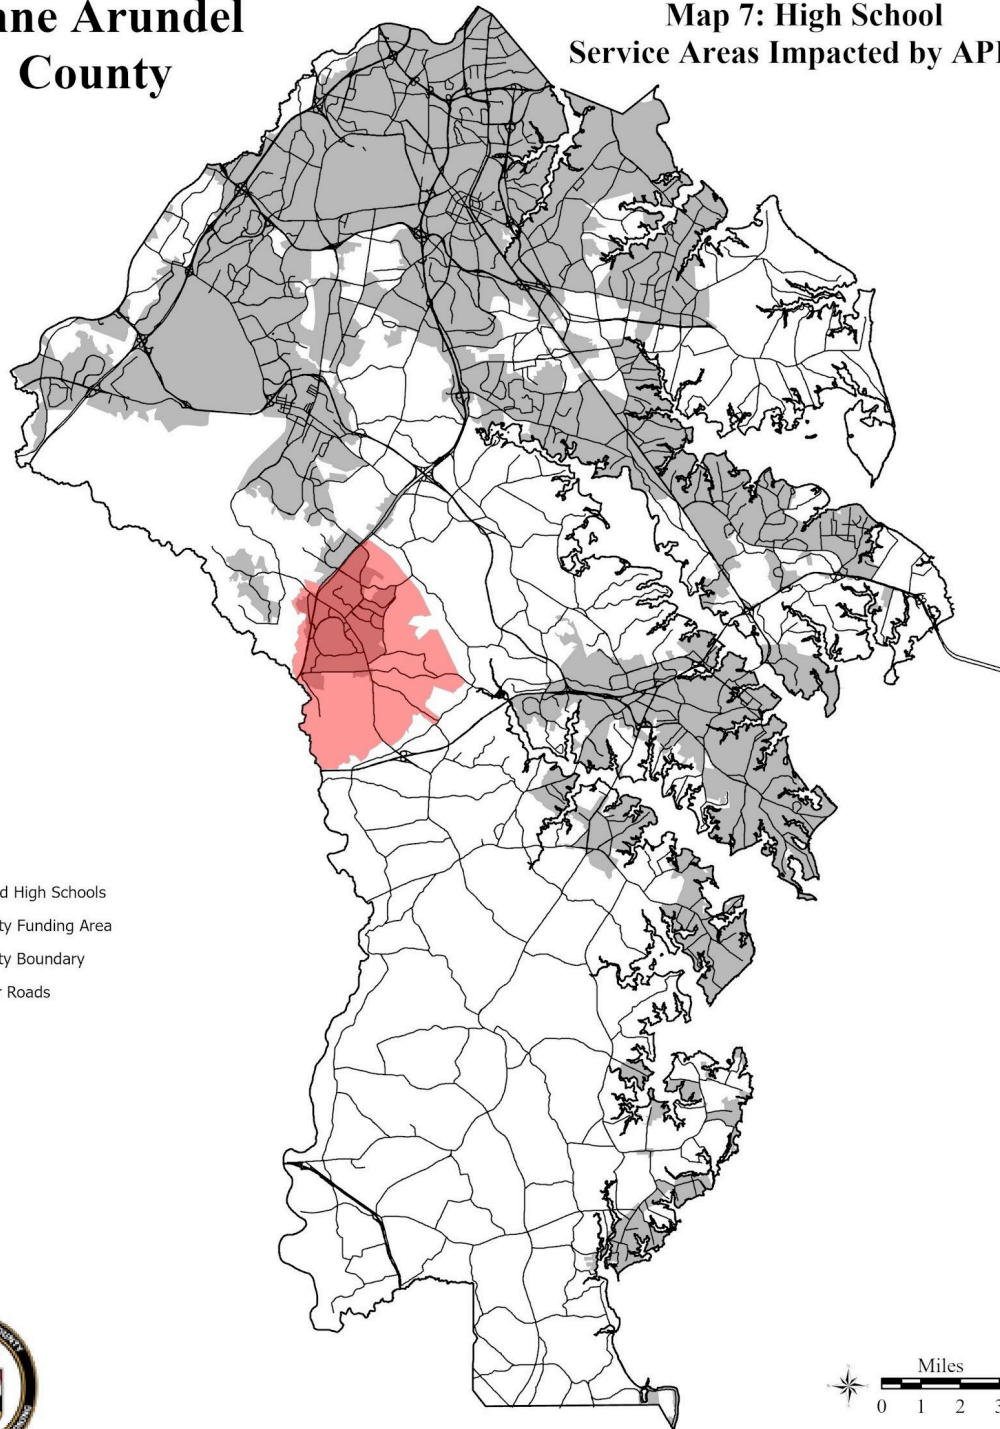 nne Arundel
County
Map 7: High School
Service Areas Impacted by APF
d High Schools
ty Funding Area
ty Boundary
r Roads
Miles
0 1 2 3